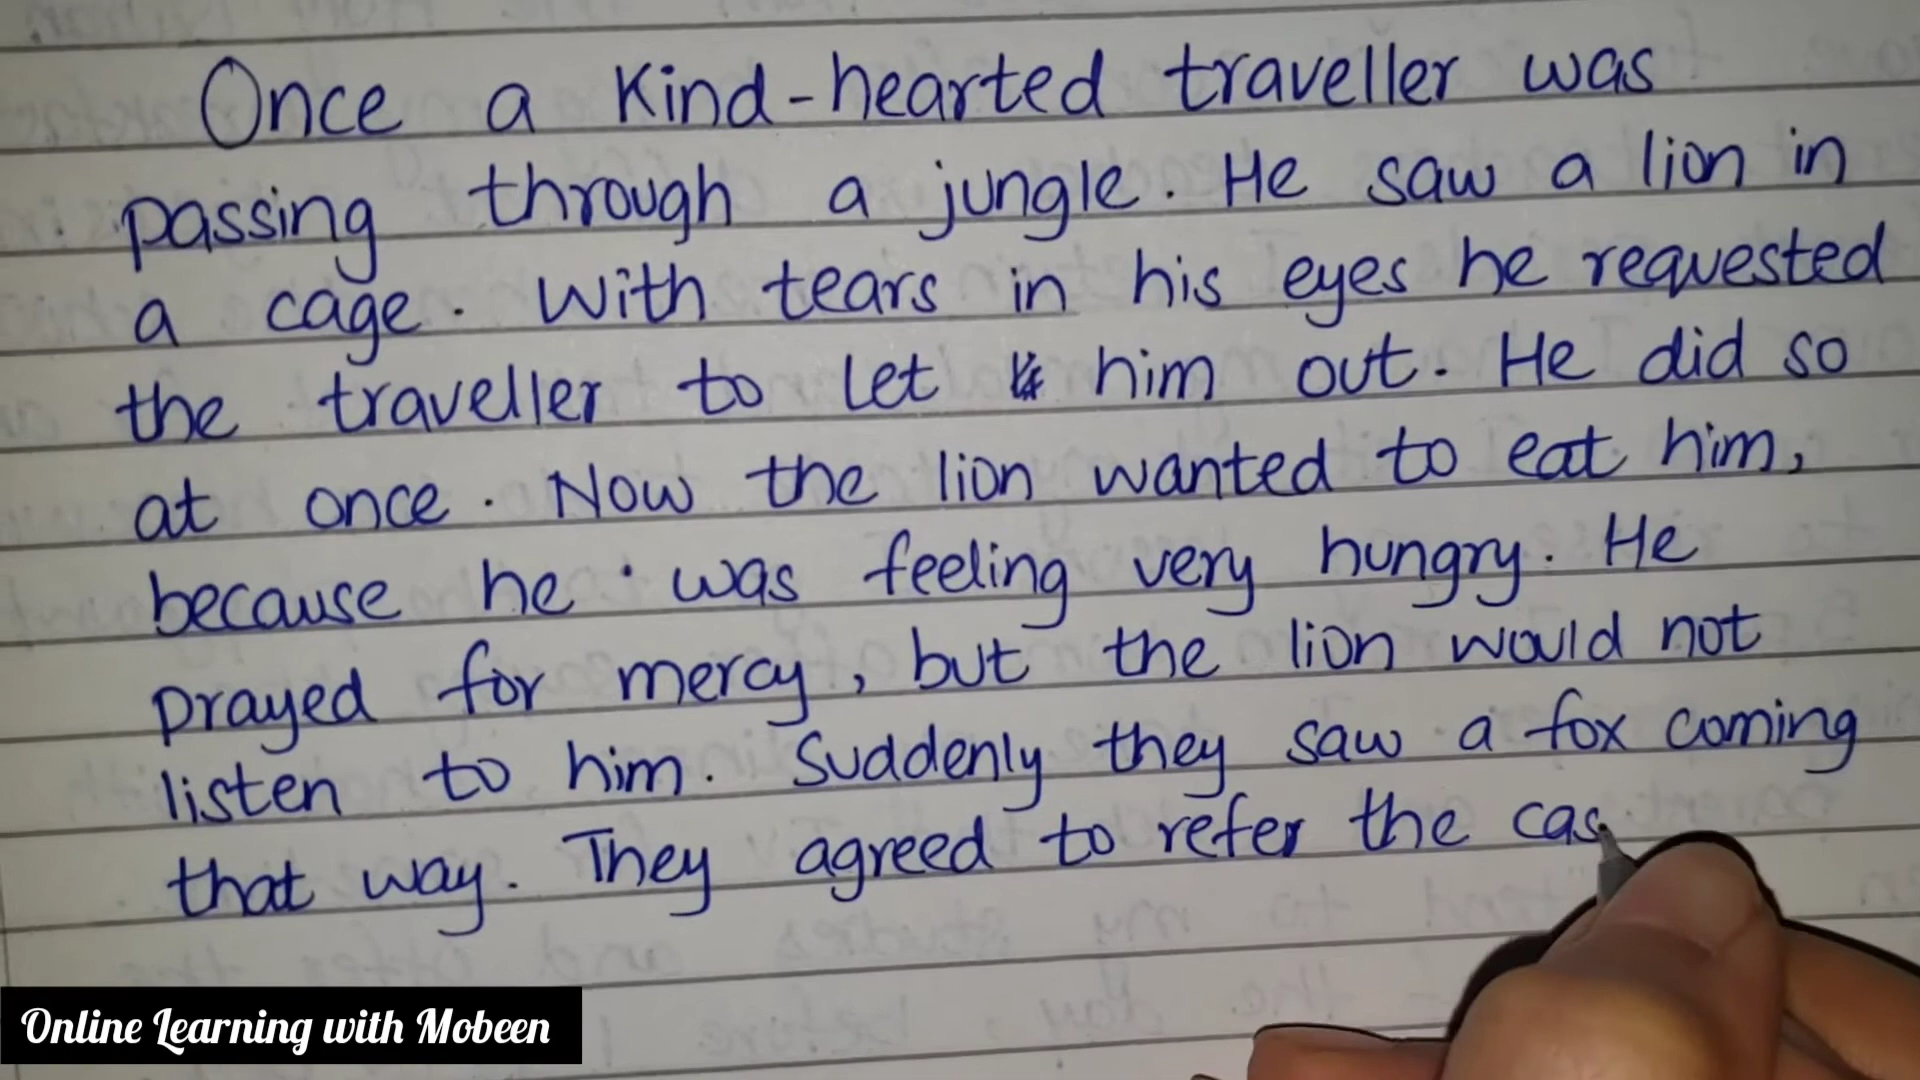 Once a Kind-hearted traveller was
passing through a jungle. He saw a lion in
a cage. With tears in his eyes he requested
the traveller to let him out. He did so
at once. Now the lion wanted to eat him,
because he was feeling very hungry. He
prayed for mercy, but the lion would not
listen to him. Suddenly they saw a fox coming
that way. They agreed to refer the cas
Online Learning with Mobeen